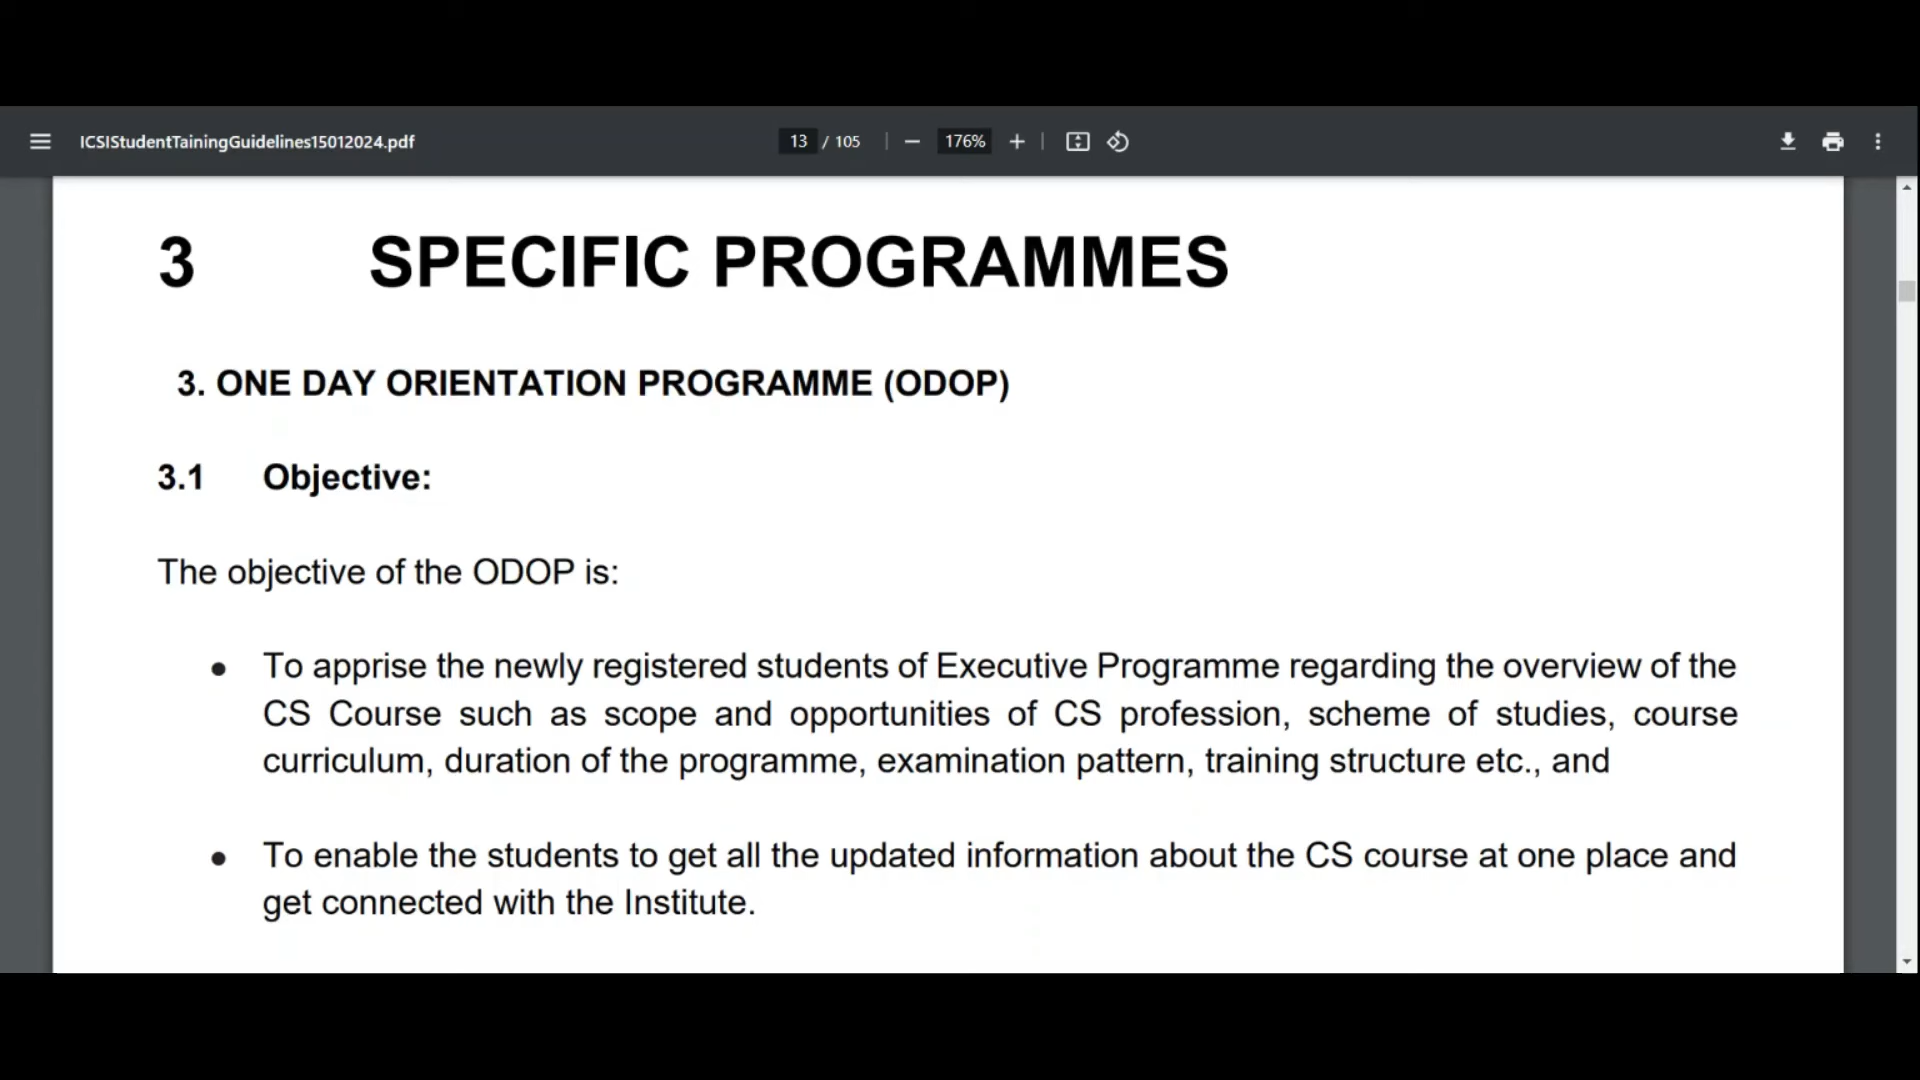 ICSIStudentTainingGuidelines15012024.pdf
13 / 105
176%
3 SPECIFIC PROGRAMMES
3. ONE DAY ORIENTATION PROGRAMME (ODOP)
3.1 Objective:
The objective of the ODOP is:
● To apprise the newly registered students of Executive Programme regarding the overview of the
CS Course such as scope and opportunities of CS profession, scheme of studies, course
curriculum, duration of the programme, examination pattern, training structure etc., and
● To enable the students to get all the updated information about the CS course at one place and
get connected with the Institute.